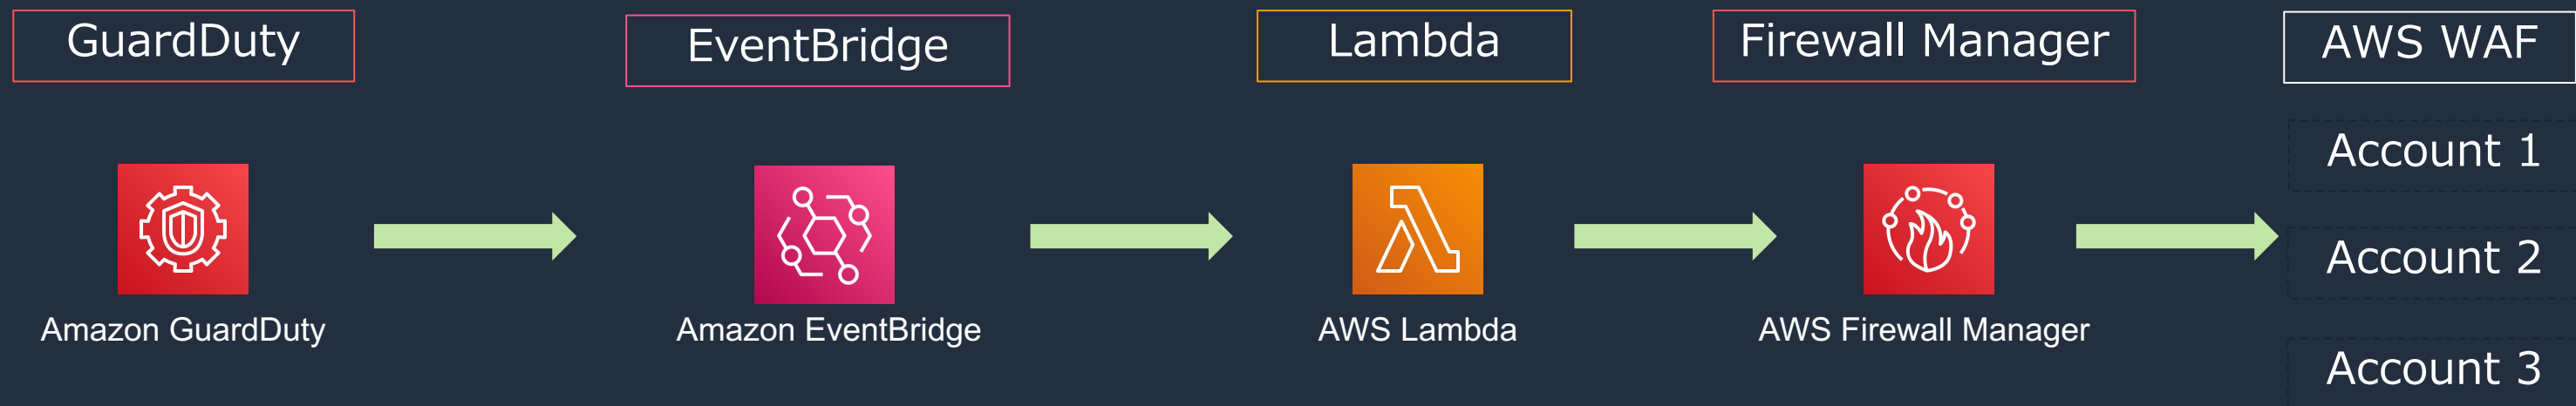 GuardDuty
EventBridge
Lambda
Firewall Manager
AWS WAF
Account 1
Account 2
Account 3
Amazon GuardDuty
Amazon EventBridge
AWS Lambda
AWS Firewall Manager